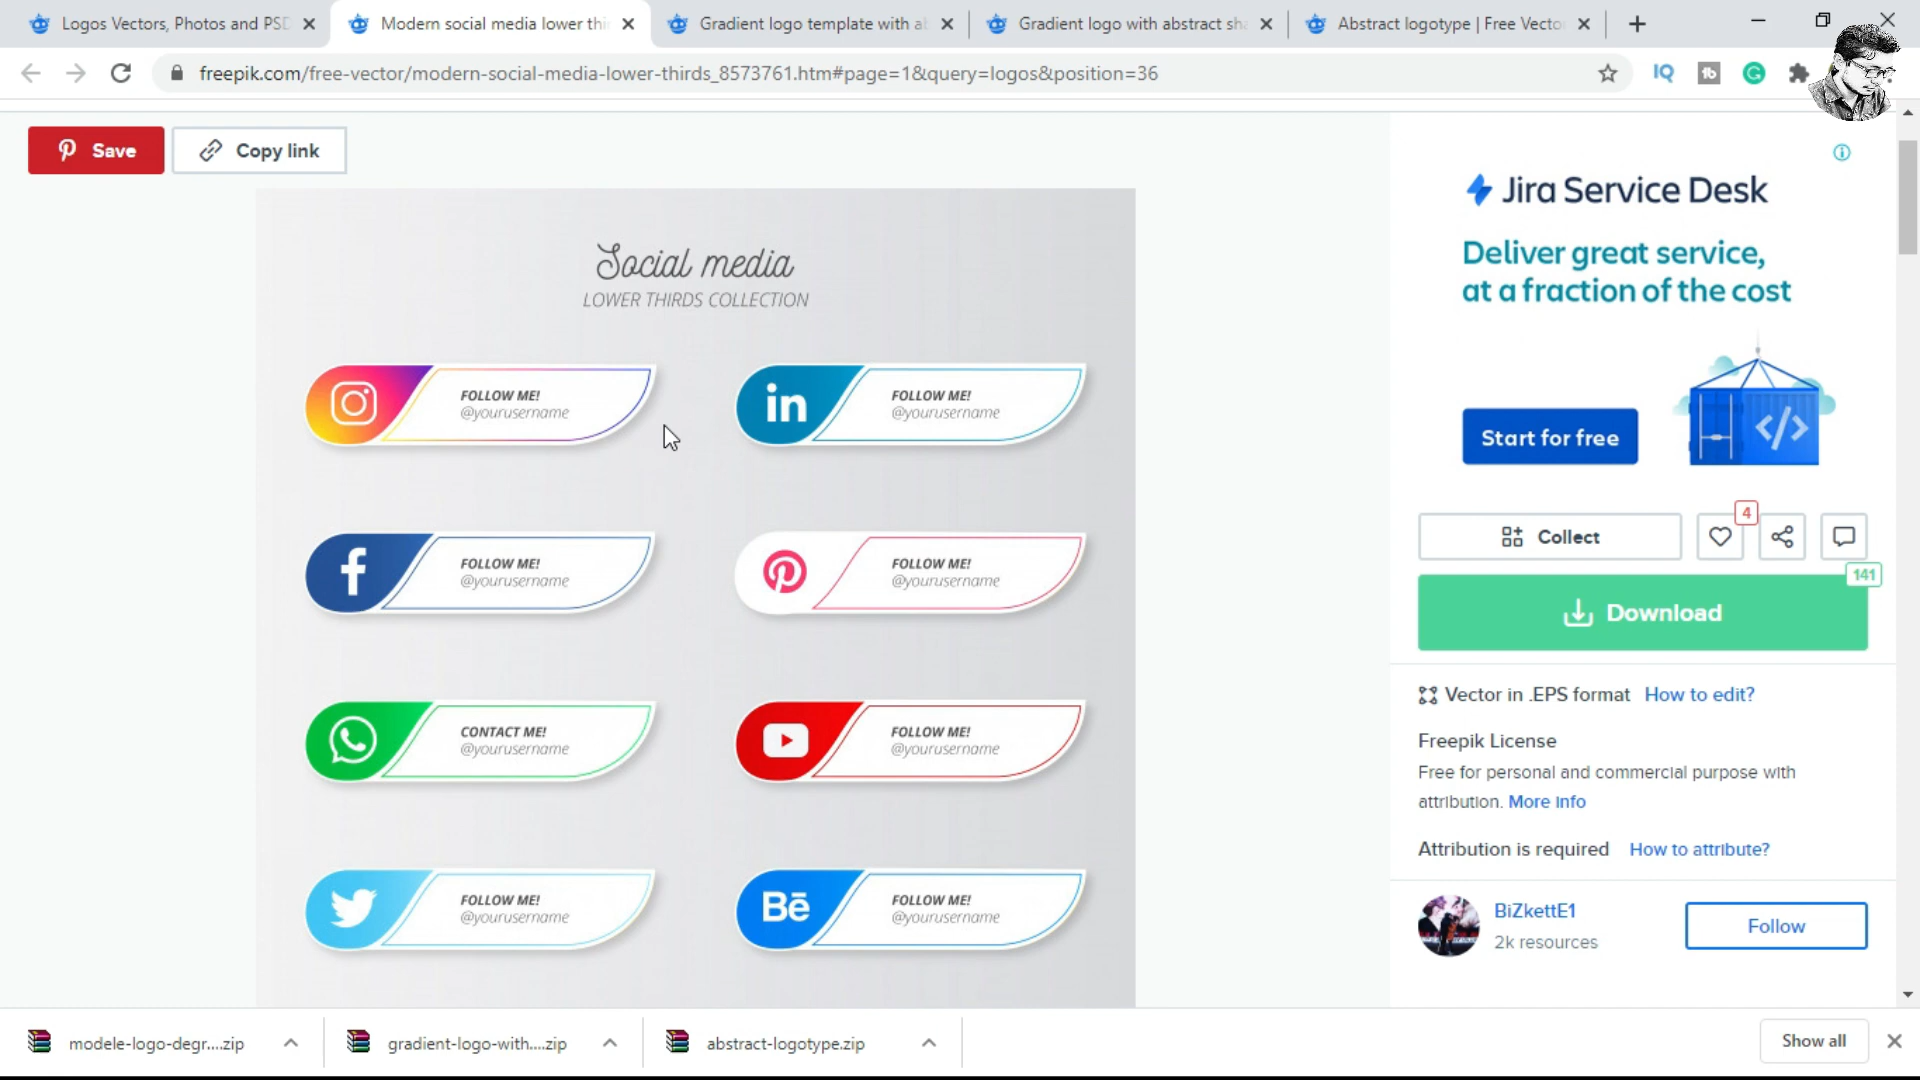 Logos Vectors, Photos and PSD
Modern social media lower thi
Gradient logo template with ab
Gradient logo with abstract sha
Abstract logotype | Free Vector
freepik.com/free-vector/modern-social-media-lower-thirds_8573761.htm#page=1&query=logos&position=36
IQ
Save
Copy link
Social media
LOWER THIRDS COLLECTION
FOLLOW ME!
@yourusername
in
FOLLOW ME!
@yourusername
f
FOLLOW ME!
@yourusername
FOLLOW ME!
@yourusername
CONTACT ME!
@yourusername
FOLLOW ME!
@yourusername
FOLLOW ME!
@yourusername
Bē
FOLLOW ME!
@yourusername
Jira Service Desk
Deliver great service,
at a fraction of the cost
Start for free
</>
Collect
4
141
Download
Vector in .EPS format How to edit?
Freepik License
Free for personal and commercial purpose with
attribution. More info
Attribution is required How to attribute?
BiZkettE1
2k resources
Follow
modele-logo-degr....zip
gradient-logo-with....zip
abstract-logotype.zip
Show all